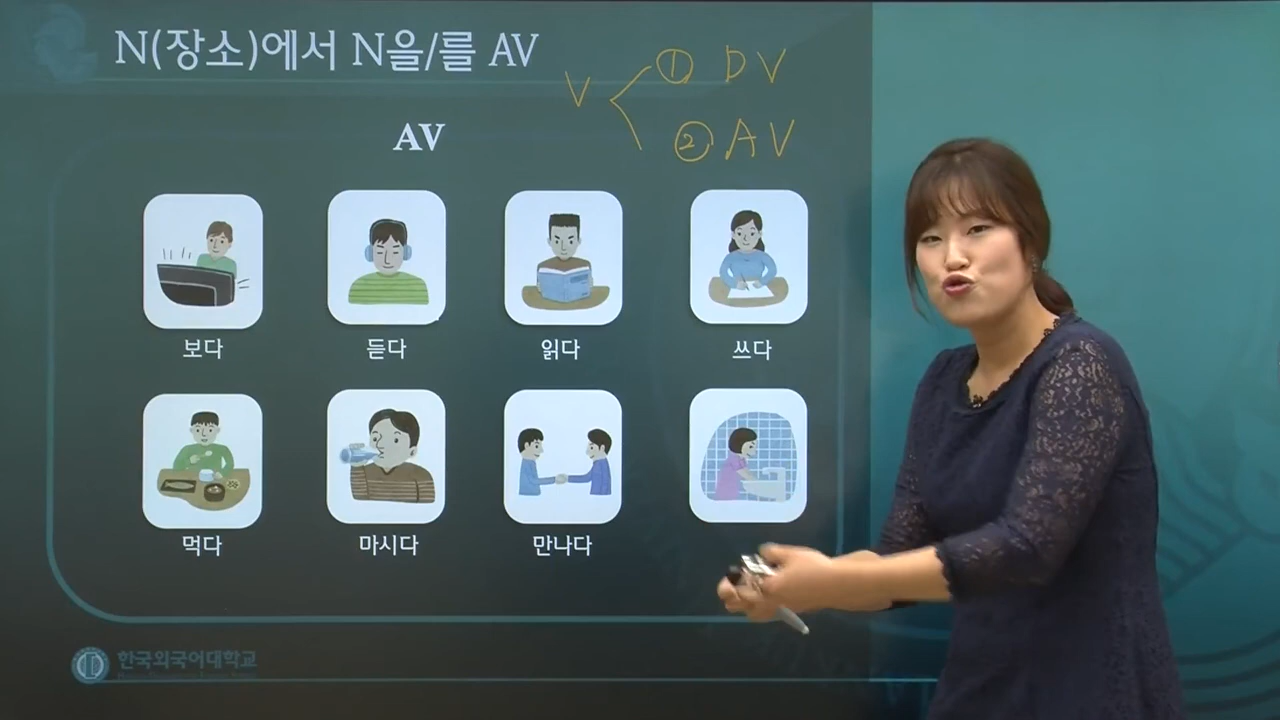 N(장소)에서 N을/를 AV
V ① DV
② AV
AV
보다 듣다 읽다 쓰다
먹다 마시다 만나다
한국외국어대학교